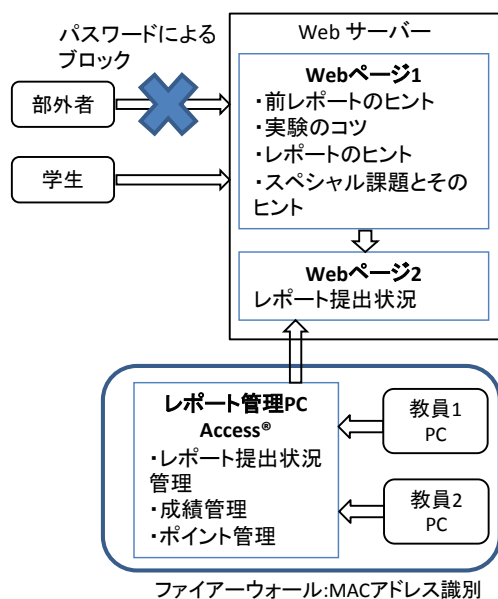 パスワードによる
ブロック
Web サーバー
部外者
学生
Webページ1
・前レポートのヒント
・実験のコツ
・レポートのヒント
・スペシャル課題とその
ヒント
Webページ2
レポート提出状況
レポート管理PC
Access®
・レポート提出状況
管理
・成績管理
・ポイント管理
教員1
PC
教員2
PC
ファイアーウォール:MACアドレス識別